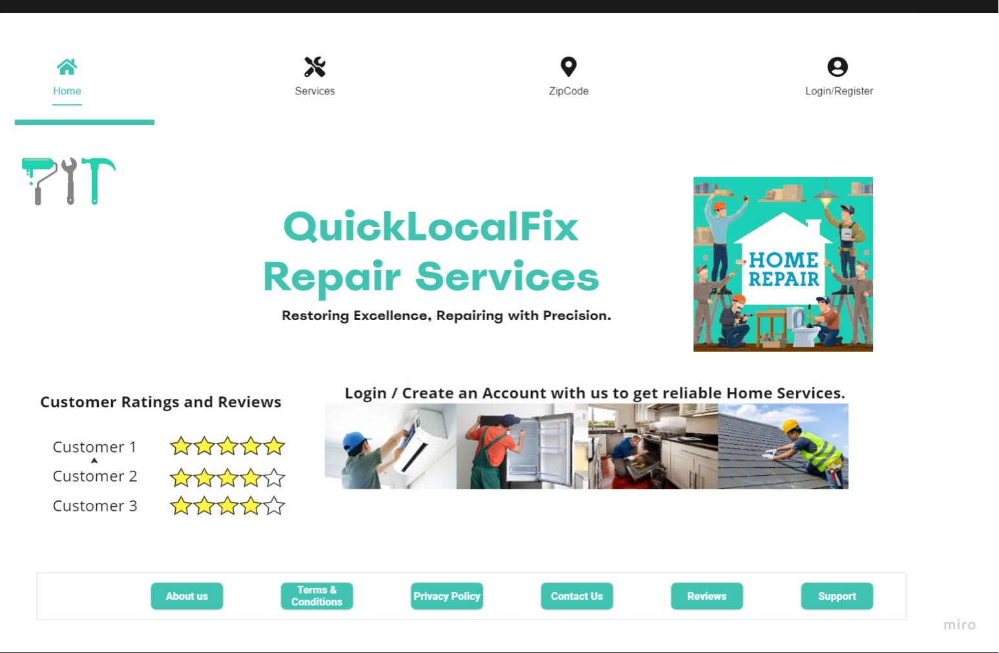 Home
Services
ZipCode
Login/Register
QuickLocalFix
Repair Services
Restoring Excellence, Repairing with Precision.
HOME
REPAIR
Customer Ratings and Reviews
Customer 1
Customer 2
Customer 3
Login / Create an Account with us to get reliable Home Services.
About us
Terms &
Conditions
Privacy Policy
Contact Us
Reviews
Support
miro